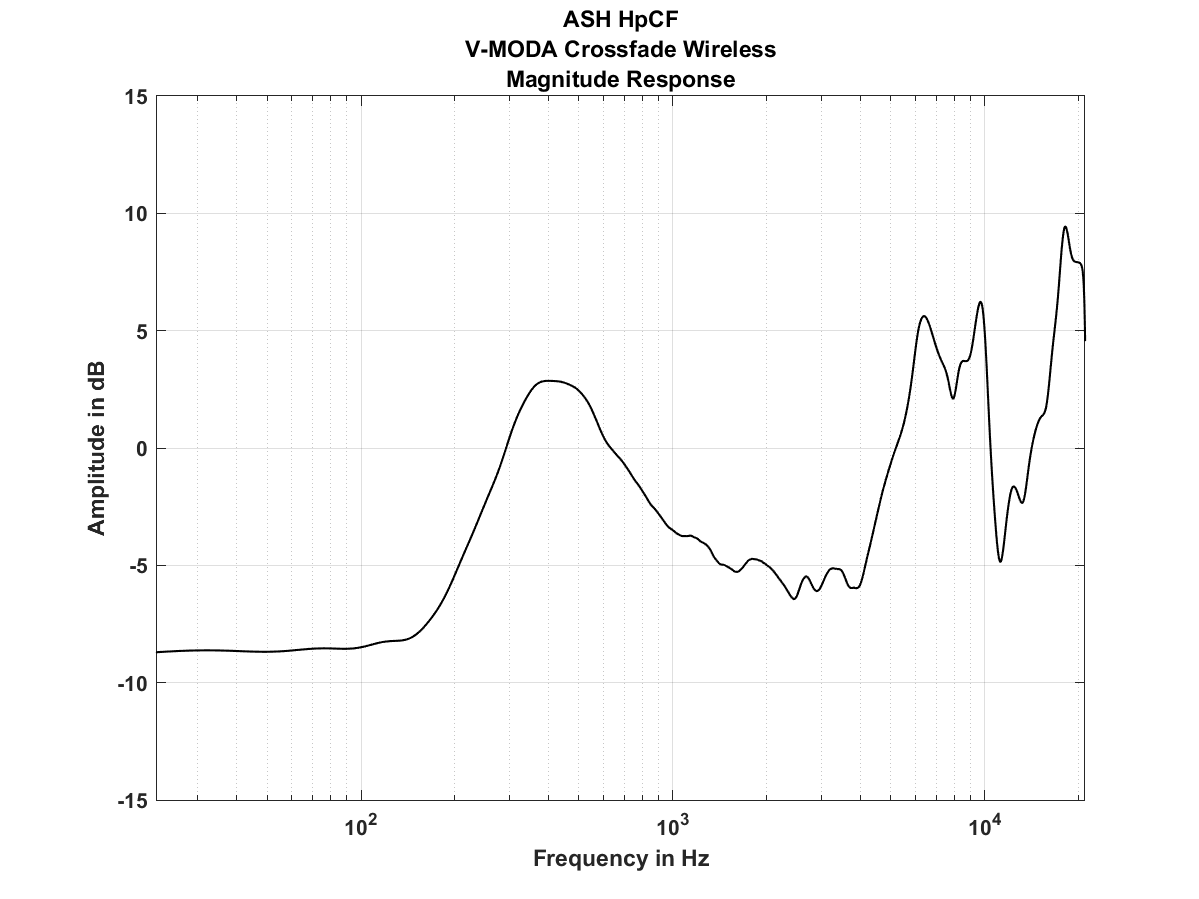 ASH HpCF
V-MODA Crossfade Wireless
Magnitude Response
15
10
5
0
-5
-10
-15
Amplitude in dB
10² 10³ 10⁴
Frequency in Hz